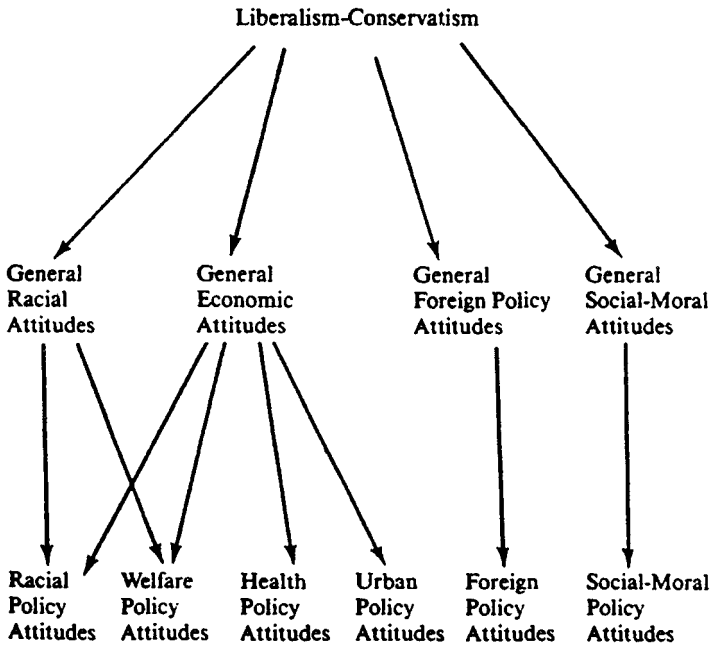 Liberalism-Conservatism
General
Racial
Attitudes
General
Economic
Attitudes
General
Foreign Policy
Attitudes
General
Social-Moral
Attitudes
Racial
Policy
Attitudes
Welfare
Policy
Attitudes
Health
Policy
Attitudes
Urban
Policy
Attitudes
Foreign
Policy
Attitudes
Social-Moral
Policy
Attitudes